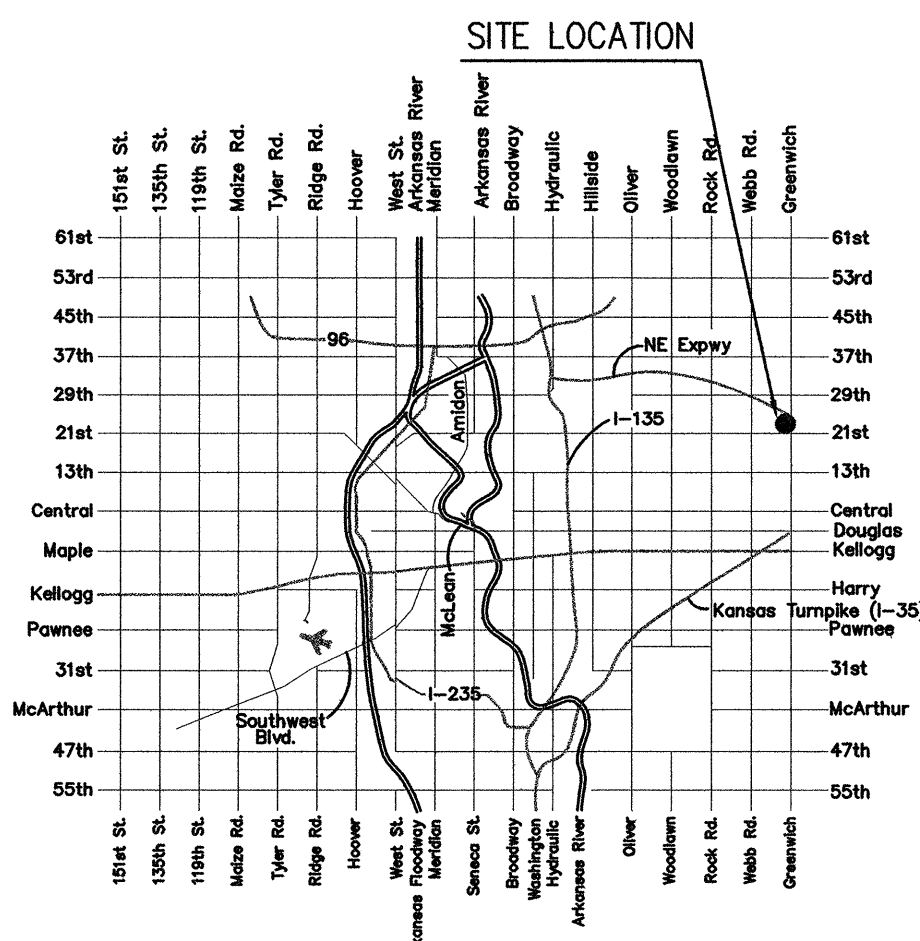 SITE LOCATION
151st St.
135th St.
119th St.
Maize Rd.
Tyler Rd.
Ridge Rd.
Hoover
West St.
Arkansas River
Meridian
Arkansas River
Broadway
Hydraulic
Hillside
Oliver
Woodlawn
Rock Rd.
Webb Rd.
Greenwich
61st
61st
53rd
53rd
45th
45th
96
37th
37th
NE Expwy
29th
29th
Amidon
21st
I-135
21st
13th
13th
Central
Central
Douglas
Maple
Kellogg
McLean
Kellogg
Harry
Kansas Turnpike (I-35)
Pawnee
Pawnee
31st
31st
I-235
McArthur
McArthur
Southwest
Blvd.
47th
47th
55th
55th
151st St.
135th St.
119th St.
Maize Rd.
Tyler Rd.
Ridge Rd.
Hoover
West St.
kansas Floodway
Meridian
Seneca St.
Broadway
Washington
Hydraulic
Arkansas River
Oliver
Woodlawn
Rock Rd.
Webb Rd.
Greenwich